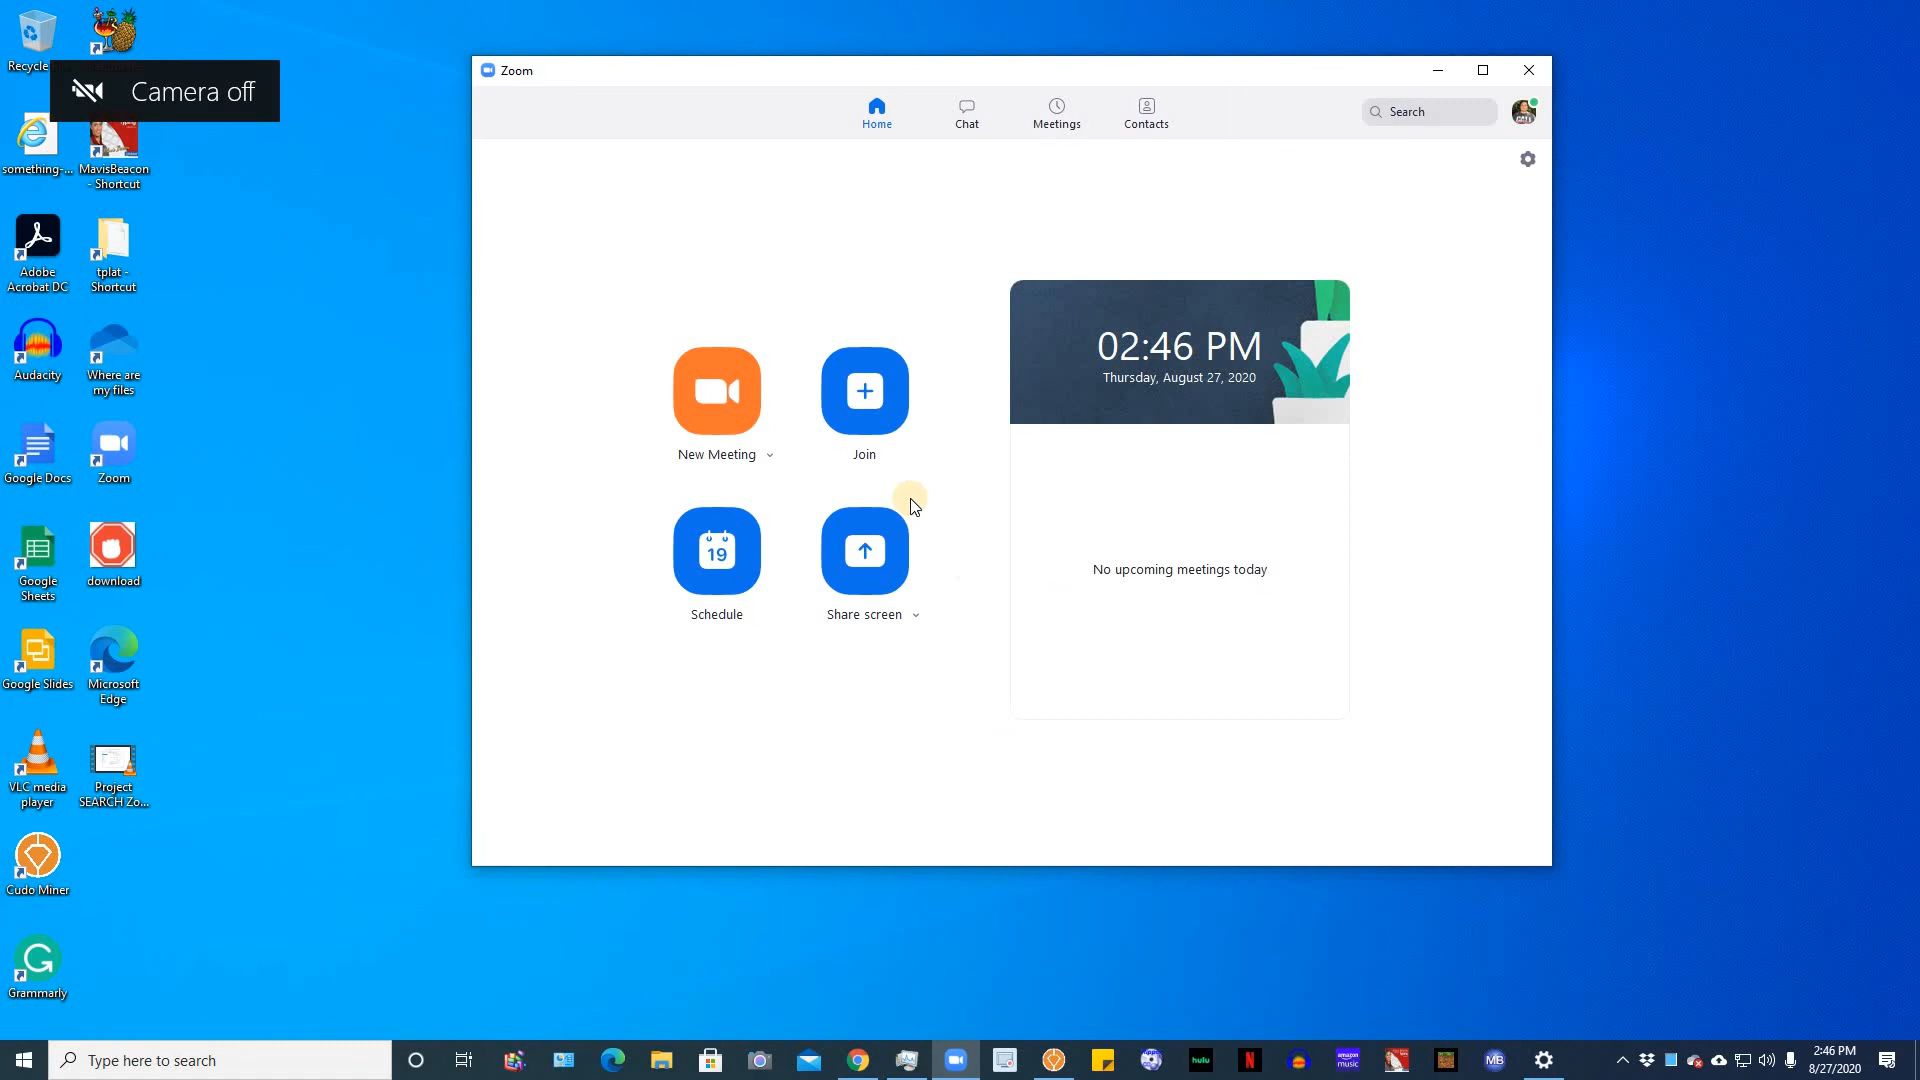 Recycle
Camera off
something-...
MavisBeacon
- Shortcut
Adobe
Acrobat DC
tplat -
Shortcut
Audacity
Where are
my files
Google Docs
Zoom
Google
Sheets
download
Google Slides
Microsoft
Edge
VLC media
player
Project
SEARCH Zo...
Cudo Miner
Grammarly
Zoom
Home
Chat
Meetings
Contacts
Search
New Meeting
Join
19
Schedule
Share screen
02:46 PM
Thursday, August 27, 2020
No upcoming meetings today
Type here to search
hulu
N
amazon
music
MB
2:46 PM
8/27/2020